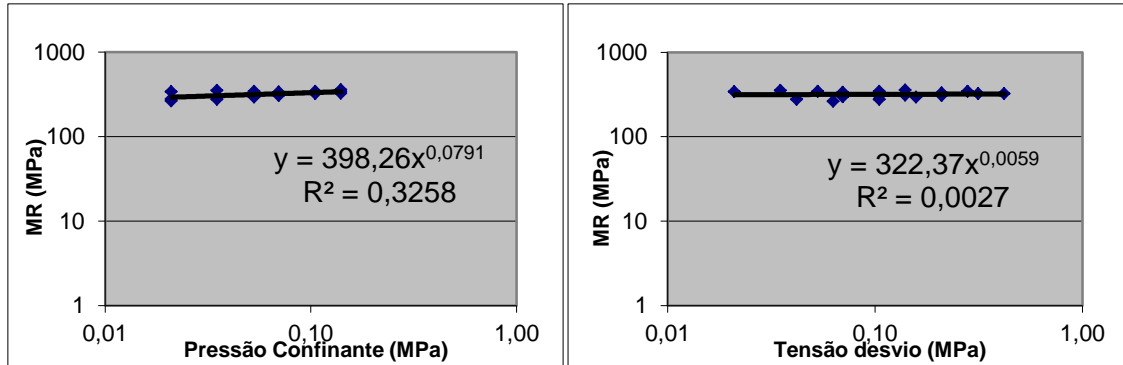 1000
100
10
1
MR (MPa)
y = 398,26x^0,0791
R² = 0,3258
0,01
0,10
1,00
Pressão Confinante (MPa)
1000
100
10
1
MR (MPa)
y = 322,37x^0,0059
R² = 0,0027
0,01
0,10
1,00
Tensão desvio (MPa)